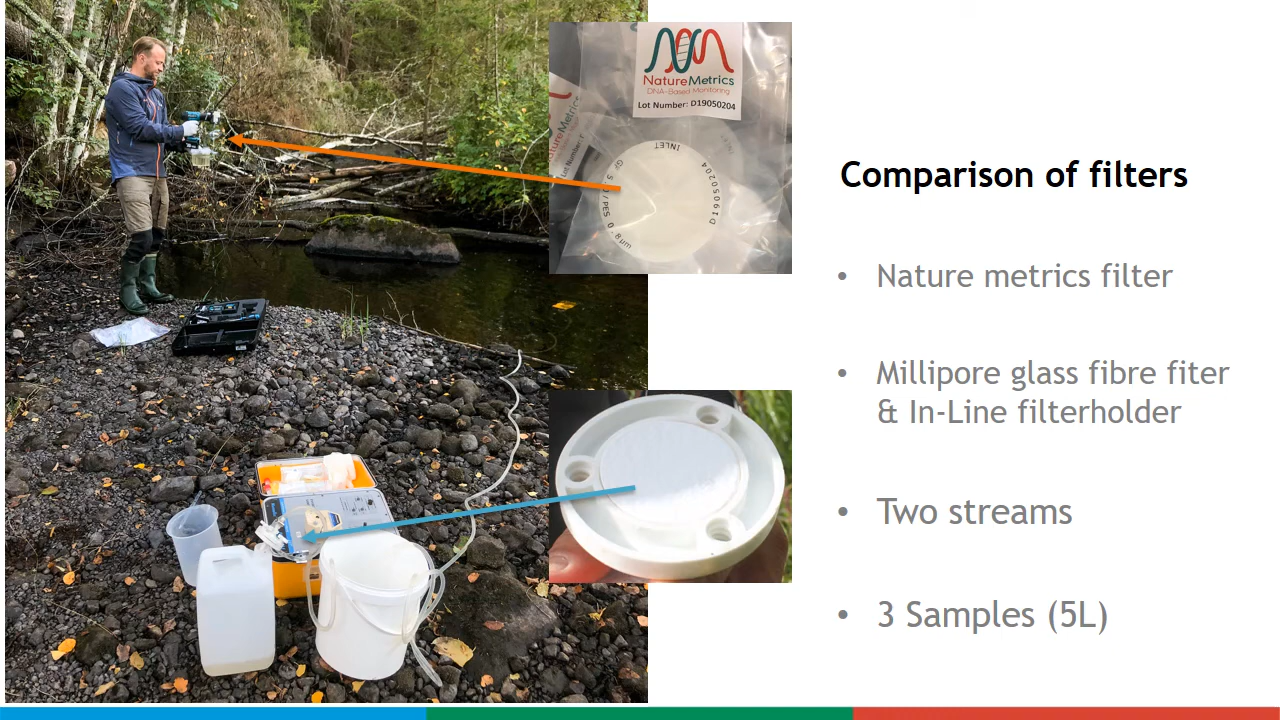 NatureMetrics
DNA-Based Monitoring
Lot Number: D19050204
INLET
D19050204
Comparison of filters
• Nature metrics filter
• Millipore glass fibre fiter
& In-Line filterholder
• Two streams
• 3 Samples (5L)